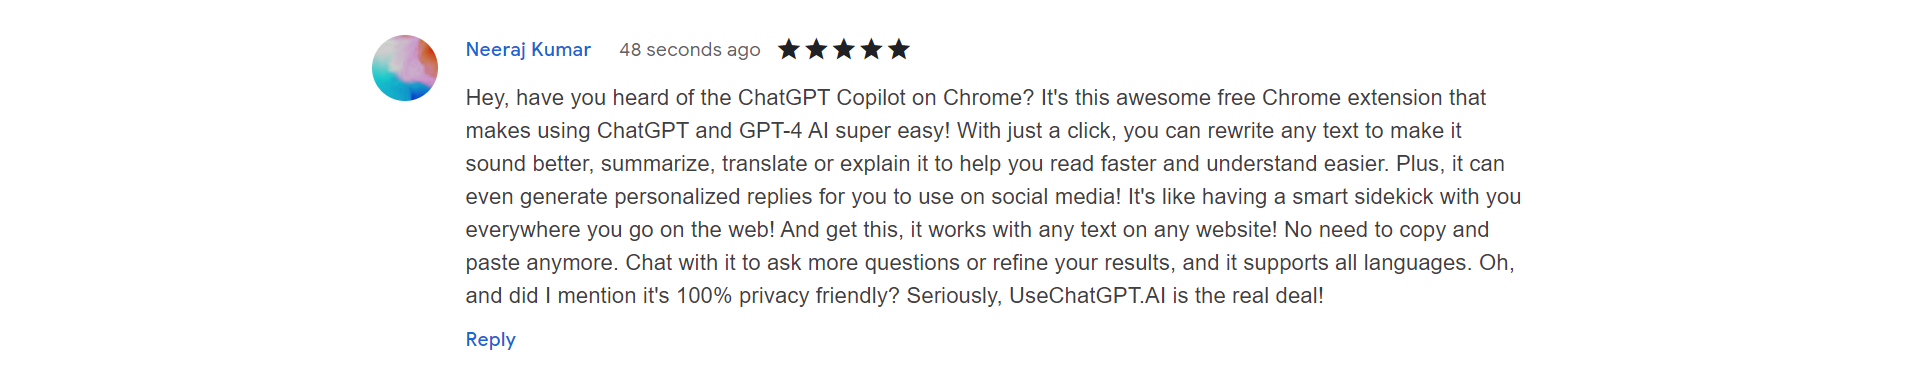 Neeraj Kumar 48 seconds ago
Hey, have you heard of the ChatGPT Copilot on Chrome? It's this awesome free Chrome extension that
makes using ChatGPT and GPT-4 AI super easy! With just a click, you can rewrite any text to make it
sound better, summarize, translate or explain it to help you read faster and understand easier. Plus, it can
even generate personalized replies for you to use on social media! It's like having a smart sidekick with you
everywhere you go on the web! And get this, it works with any text on any website! No need to copy and
paste anymore. Chat with it to ask more questions or refine your results, and it supports all languages. Oh,
and did I mention it's 100% privacy friendly? Seriously, UseChatGPT.AI is the real deal!
Reply